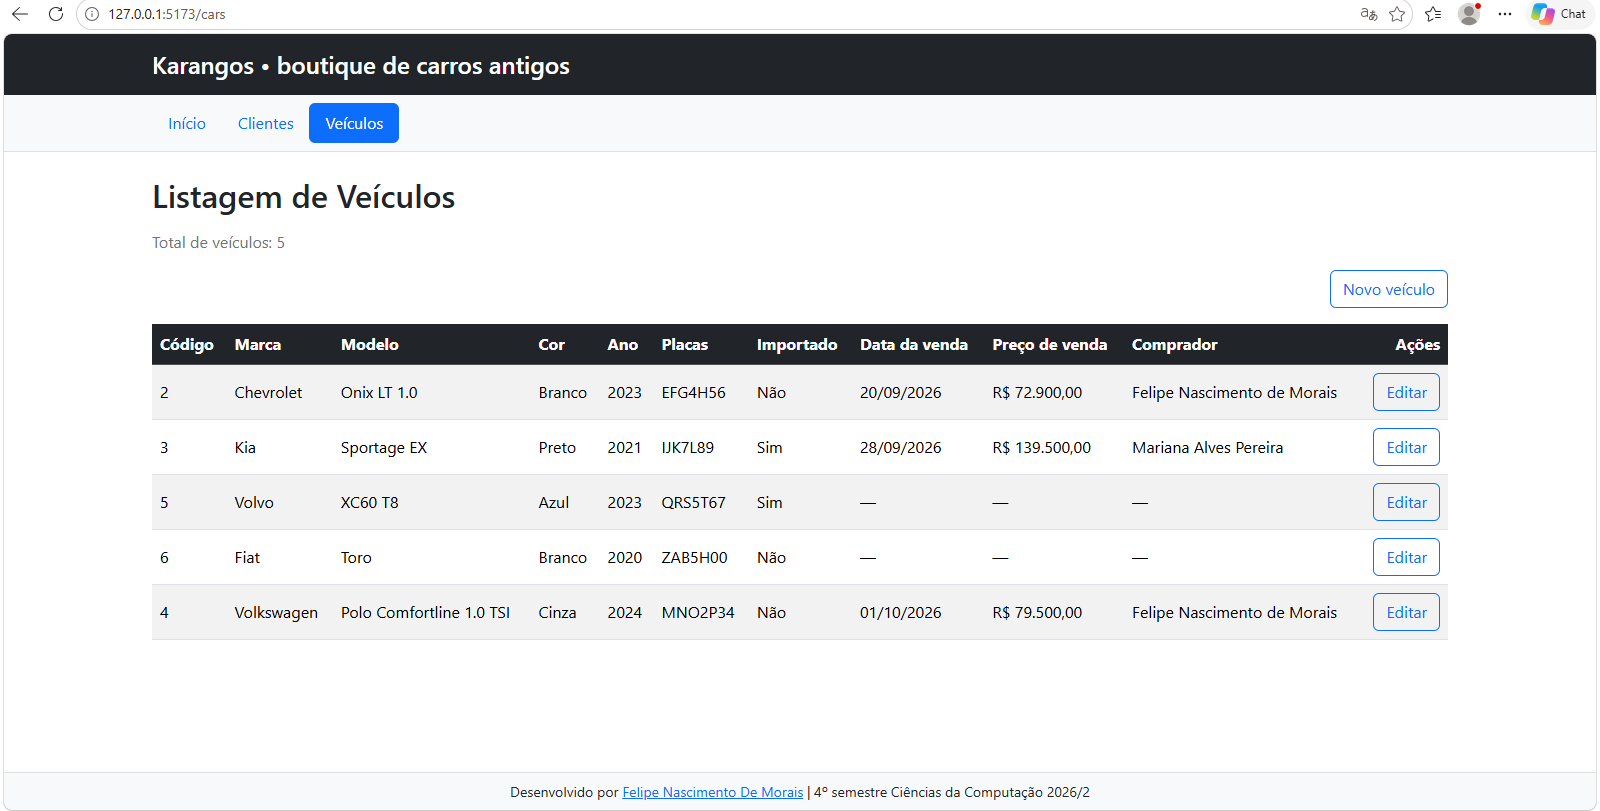 127.0.0.1:5173/cars
Chat
Karangos • boutique de carros antigos
Início Clientes Veículos
Listagem de Veículos
Total de veículos: 5
Novo veículo
Código Marca Modelo Cor Ano Placas Importado Data da venda Preço de venda Comprador Ações
2 Chevrolet Onix LT 1.0 Branco 2023 EFG4H56 Não 20/09/2026 R$ 72.900,00 Felipe Nascimento de Morais Editar
3 Kia Sportage EX Preto 2021 IJK7L89 Sim 28/09/2026 R$ 139.500,00 Mariana Alves Pereira Editar
5 Volvo XC60 T8 Azul 2023 QRS5T67 Sim — — — Editar
6 Fiat Toro Branco 2020 ZAB5H00 Não — — — Editar
4 Volkswagen Polo Comfortline 1.0 TSI Cinza 2024 MNO2P34 Não 01/10/2026 R$ 79.500,00 Felipe Nascimento de Morais Editar
Desenvolvido por Felipe Nascimento De Morais | 4º semestre Ciências da Computação 2026/2